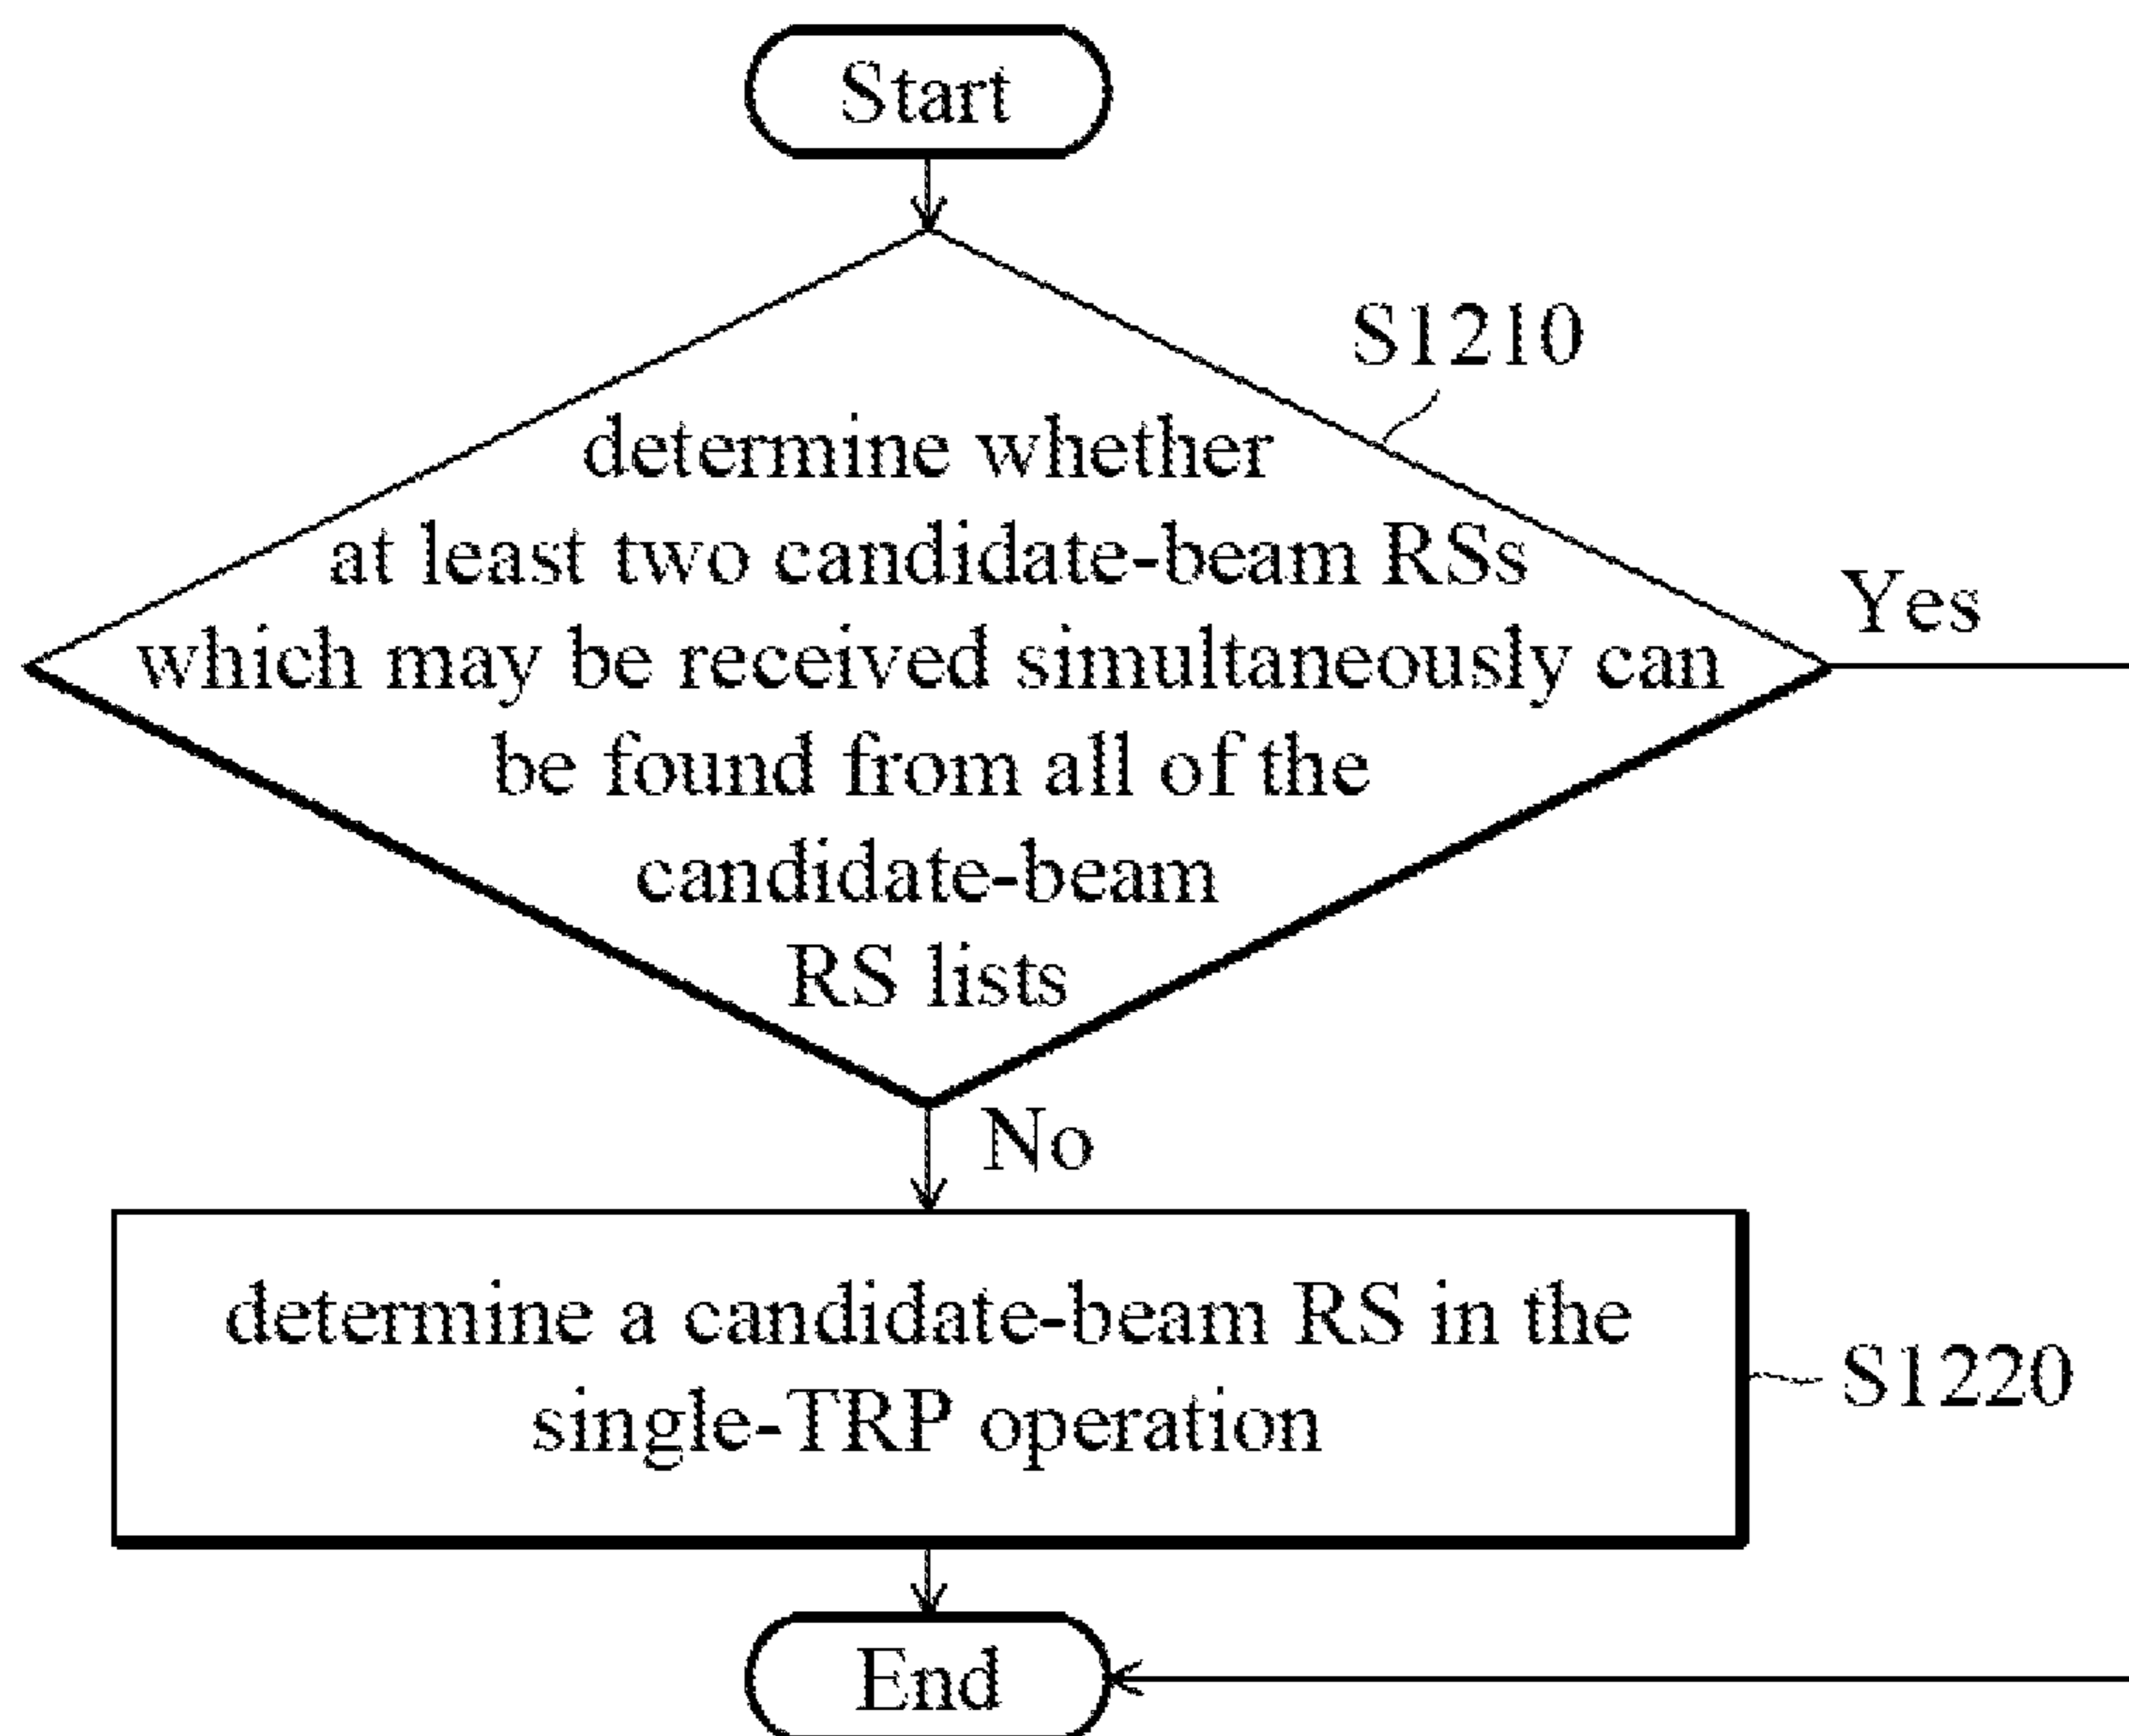 Start
S1210
determine whether
at least two candidate-beam RSs
which may be received simultaneously can
be found from all of the
candidate-beam
RS lists
Yes
No
determine a candidate-beam RS in the
single-TRP operation
S1220
End